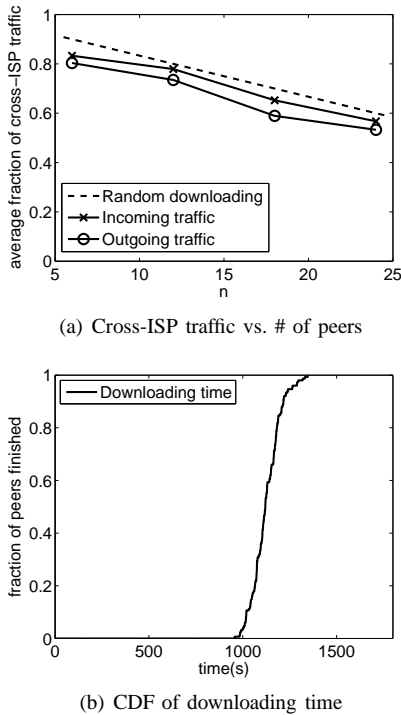 average fraction of cross−ISP traffic
1
0.8
0.6
0.4
0.2
0
Random downloading
Incoming traffic
Outgoing traffic
5 10 15 20 25
n
(a) Cross-ISP traffic vs. # of peers
fraction of peers finished
1
0.8
0.6
0.4
0.2
0
Downloading time
0 500 1000 1500
time(s)
(b) CDF of downloading time